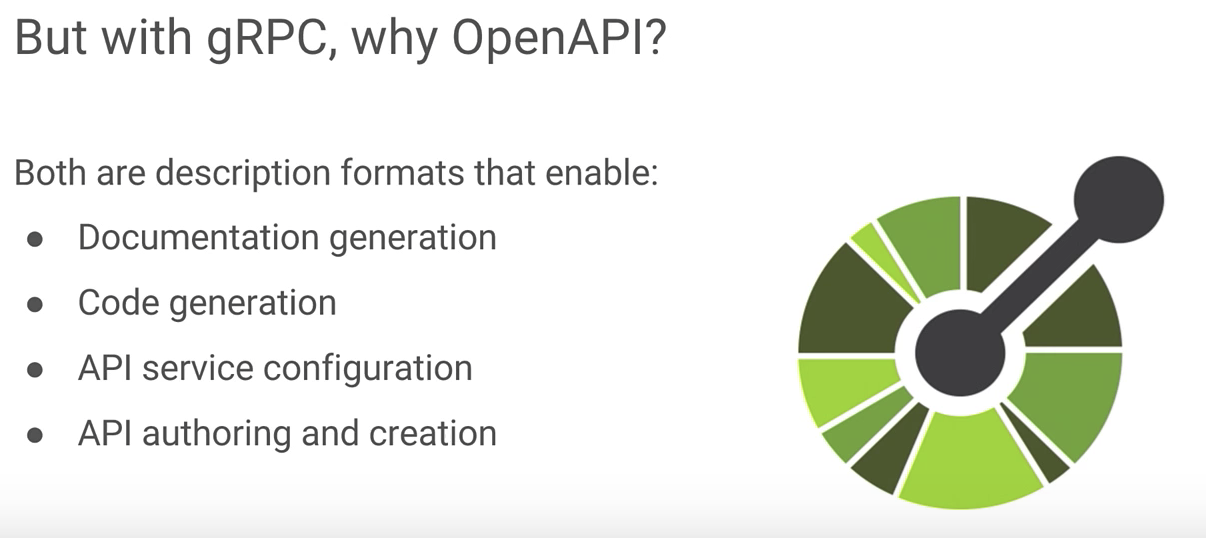 But with gRPC, why OpenAPI?
Both are description formats that enable:
● Documentation generation
● Code generation
● API service configuration
● API authoring and creation